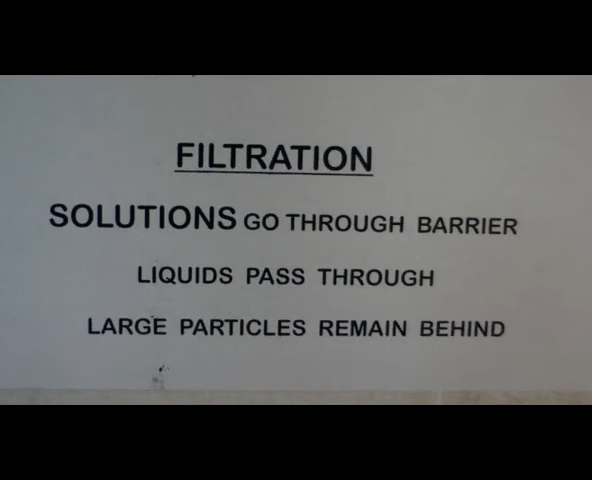 FILTRATION
SOLUTIONS GO THROUGH BARRIER
LIQUIDS PASS THROUGH
LARGE PARTICLES REMAIN BEHIND